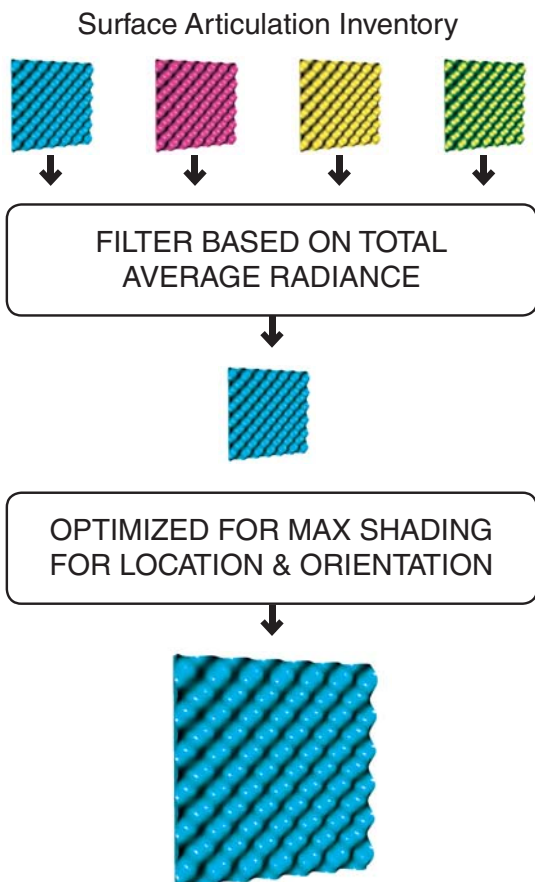 Surface Articulation Inventory
FILTER BASED ON TOTAL
AVERAGE RADIANCE
OPTIMIZED FOR MAX SHADING
FOR LOCATION & ORIENTATION